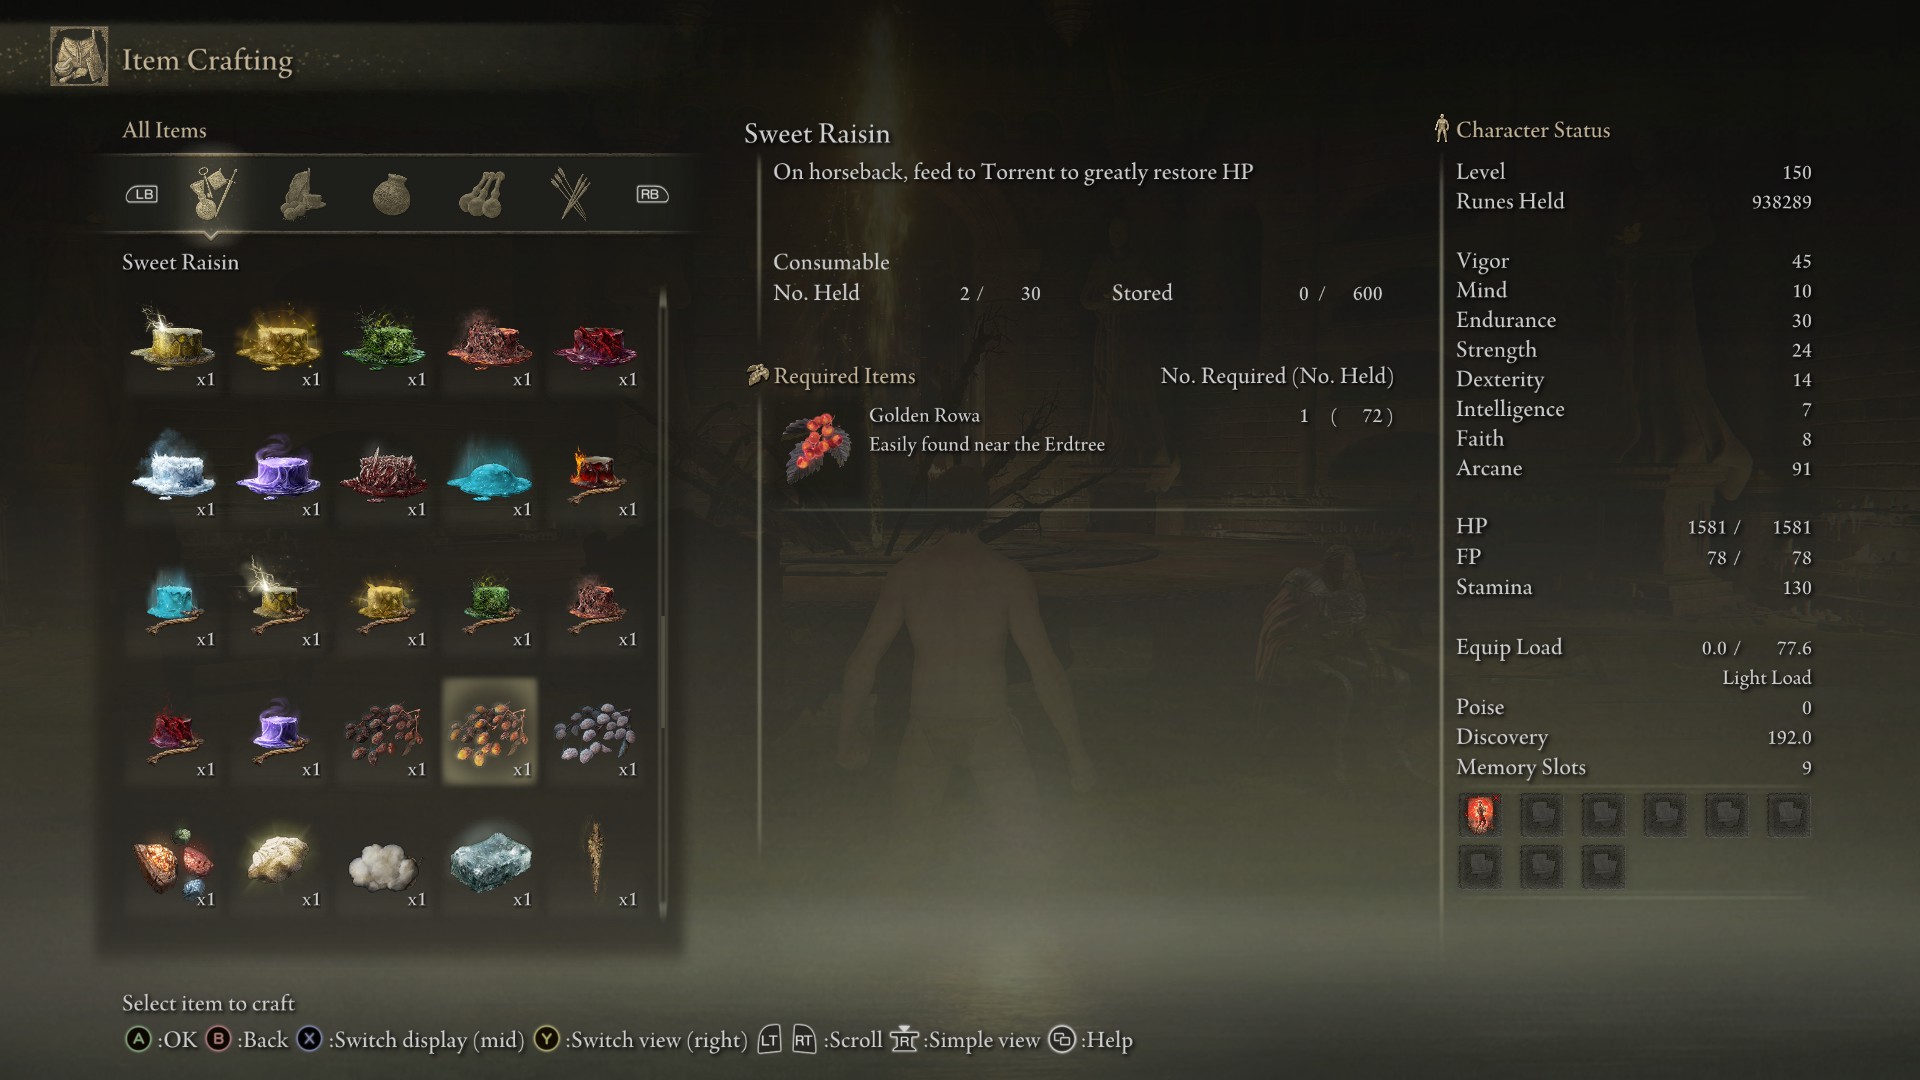 Item Crafting
All Items
LB
RB
Sweet Raisin
x1 x1 x1 x1 x1
x1 x1 x1 x1 x1
x1 x1 x1 x1 x1
x1 x1 x1 x1 x1
x1 x1 x1 x1 x1
Sweet Raisin
On horseback, feed to Torrent to greatly restore HP
Consumable
No. Held 2 / 30 Stored 0 / 600
Required Items No. Required (No. Held)
Golden Rowa 1 ( 72 )
Easily found near the Erdtree
Character Status
Level 150
Runes Held 938289
Vigor 45
Mind 10
Endurance 30
Strength 24
Dexterity 14
Intelligence 7
Faith 8
Arcane 91
HP 1581 / 1581
FP 78 / 78
Stamina 130
Equip Load 0.0 / 77.6
Light Load
Poise 0
Discovery 192.0
Memory Slots 9
Select item to craft
A :OK B :Back X :Switch display (mid) Y :Switch view (right) LT RT :Scroll R :Simple view :Help